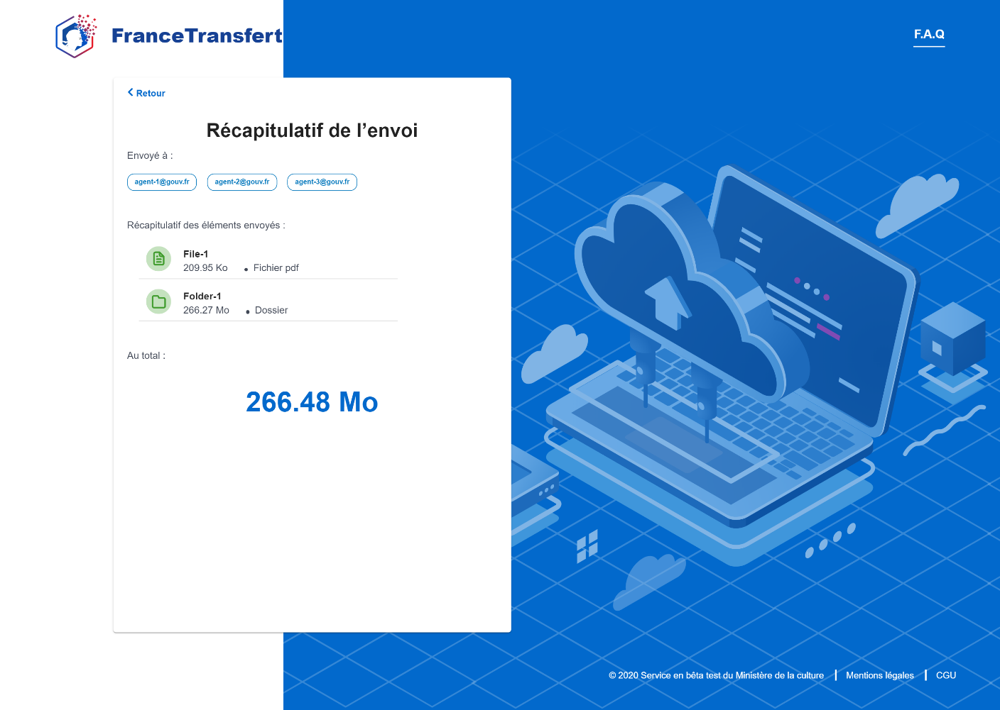 FranceTransfert
F.A.Q
Retour
Récapitulatif de l’envoi
Envoyé à :
agent-1@gouv.fr agent-2@gouv.fr agent-3@gouv.fr
Récapitulatif des éléments envoyés :
File-1
209.95 Ko • Fichier pdf
Folder-1
266.27 Mo • Dossier
Au total :
266.48 Mo
© 2020 Service en bêta test du Ministère de la culture | Mentions légales | CGU